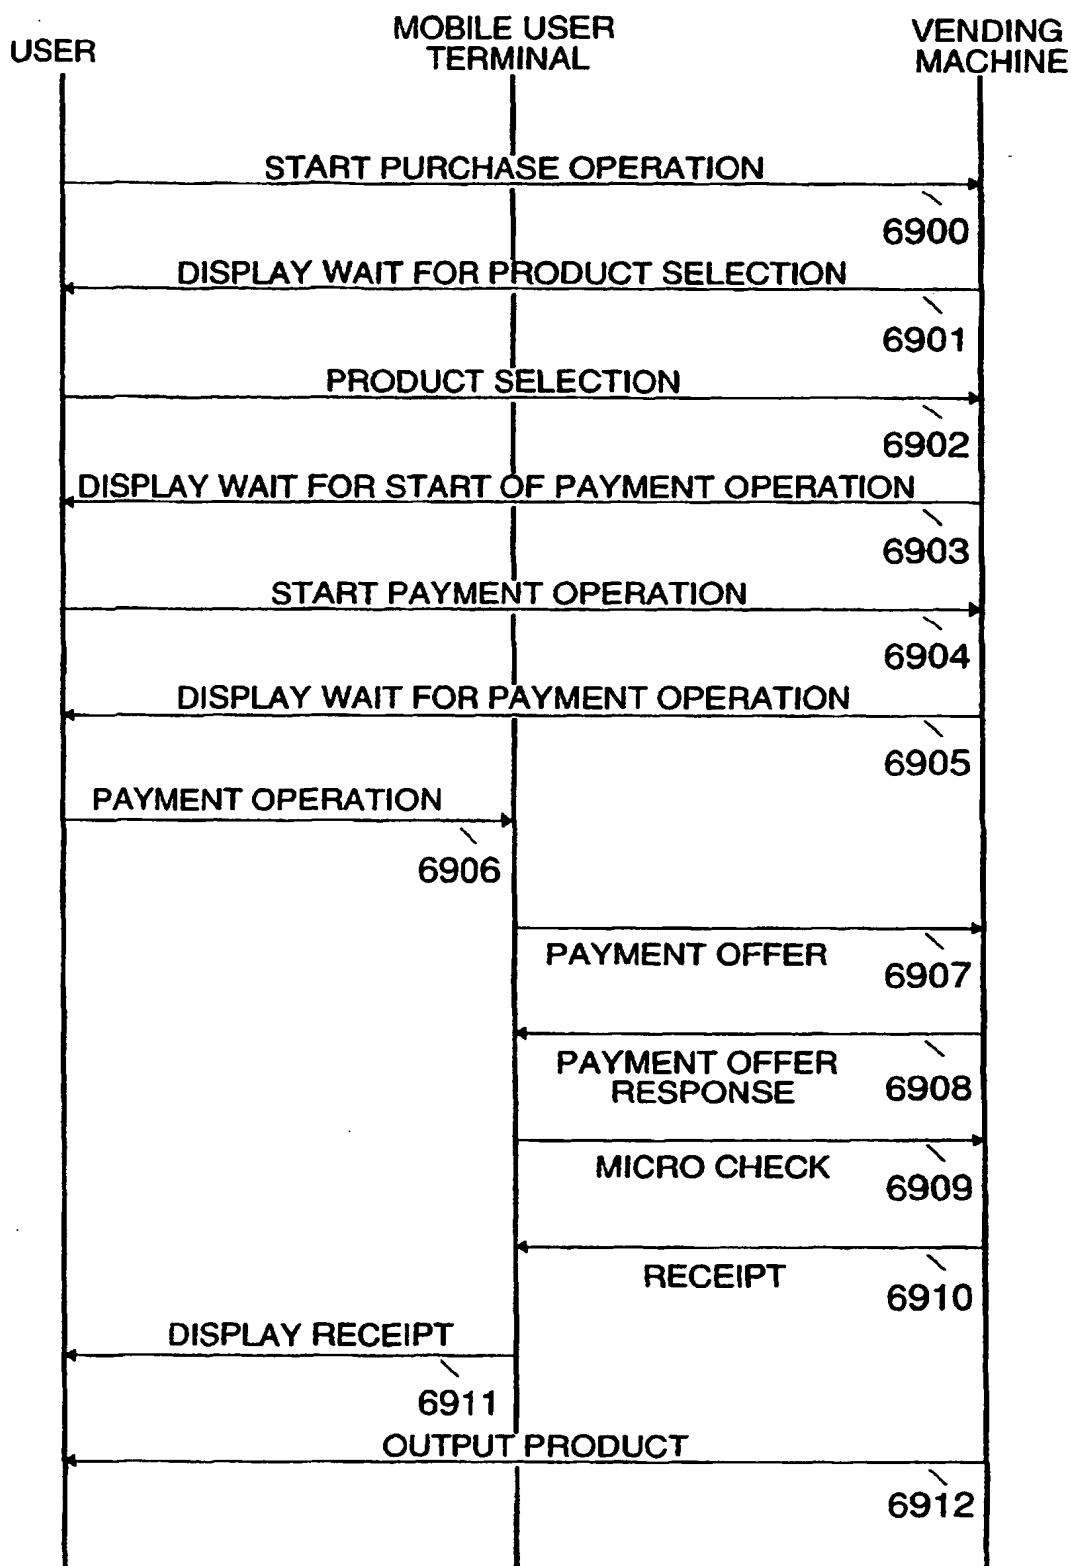 USER
MOBILE USER
TERMINAL
VENDING
MACHINE
START PURCHASE OPERATION
6900
DISPLAY WAIT FOR PRODUCT SELECTION
6901
PRODUCT SELECTION
6902
DISPLAY WAIT FOR START OF PAYMENT OPERATION
6903
START PAYMENT OPERATION
6904
DISPLAY WAIT FOR PAYMENT OPERATION
6905
PAYMENT OPERATION
6906
PAYMENT OFFER
6907
PAYMENT OFFER
RESPONSE
6908
MICRO CHECK
6909
RECEIPT
6910
DISPLAY RECEIPT
6911
OUTPUT PRODUCT
6912